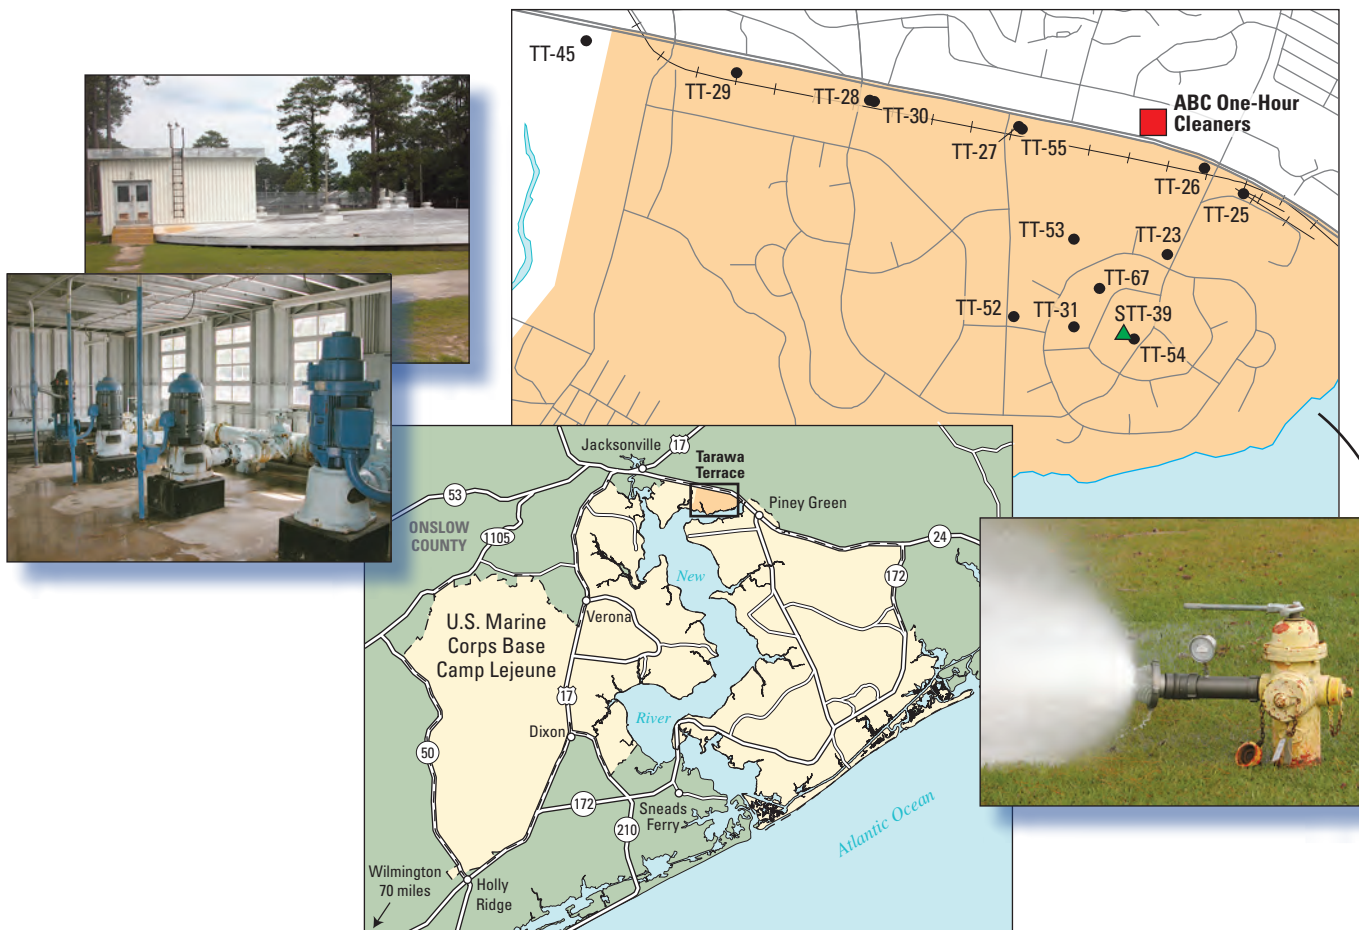 TT-45
TT-29
TT-28
TT-30
ABC One-Hour
Cleaners
TT-27
TT-55
TT-26
TT-25
TT-53
TT-23
TT-67
TT-52
TT-31
STT-39
TT-54
Jacksonville
17
Tarawa
Terrace
53
Piney Green
ONSLOW
COUNTY
1105
24
172
New
Verona
U.S. Marine
Corps Base
Camp Lejeune
17
River
Dixon
50
172
Sneads
Ferry
210
Atlantic Ocean
Wilmington
70 miles
Holly
Ridge